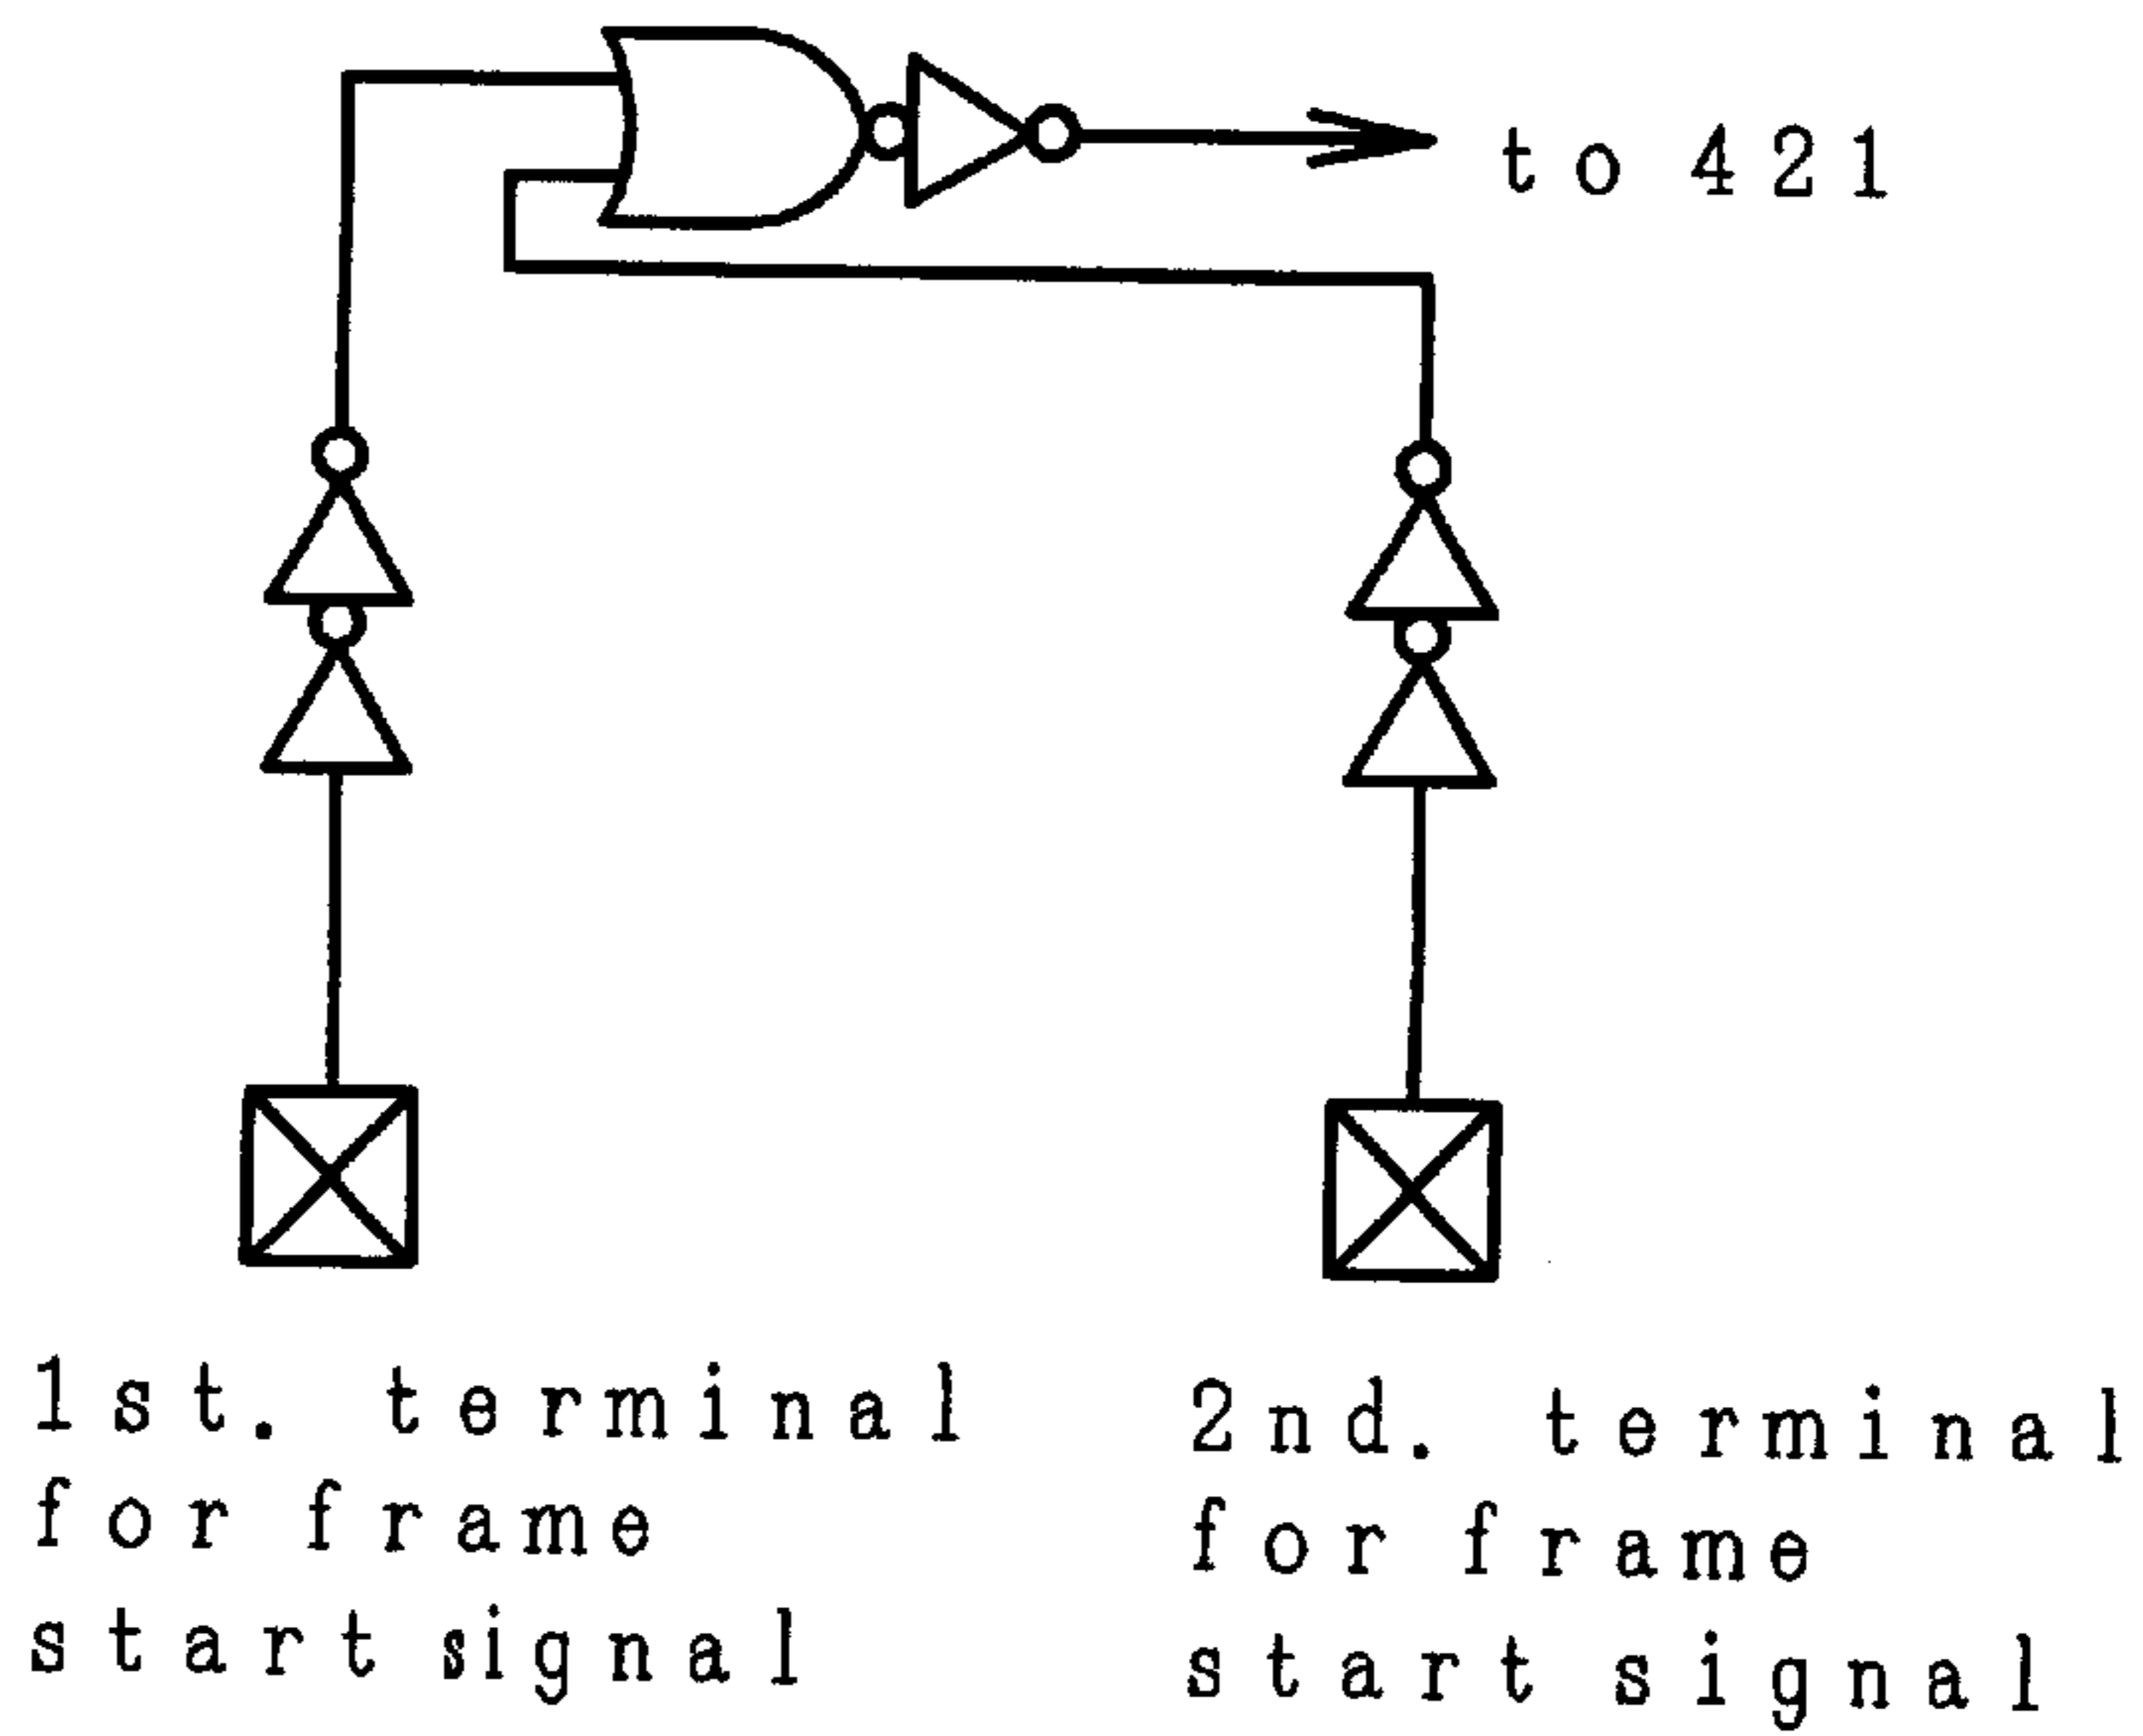 to 421
1st. terminal
for frame
start signal
2nd. terminal
for frame
start signal